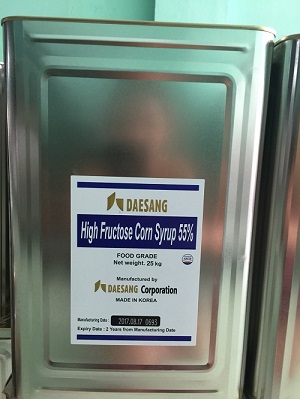 DAESANG
High Fructose Corn Syrup 55%
FOOD GRADE
Net weight. 25 kg
Manufactured by
DAESANG Corporation
MADE IN KOREA
Manufacturing Date : 2017.08.17 0693
Expiry Date : 2 Years from Manufacturing Date